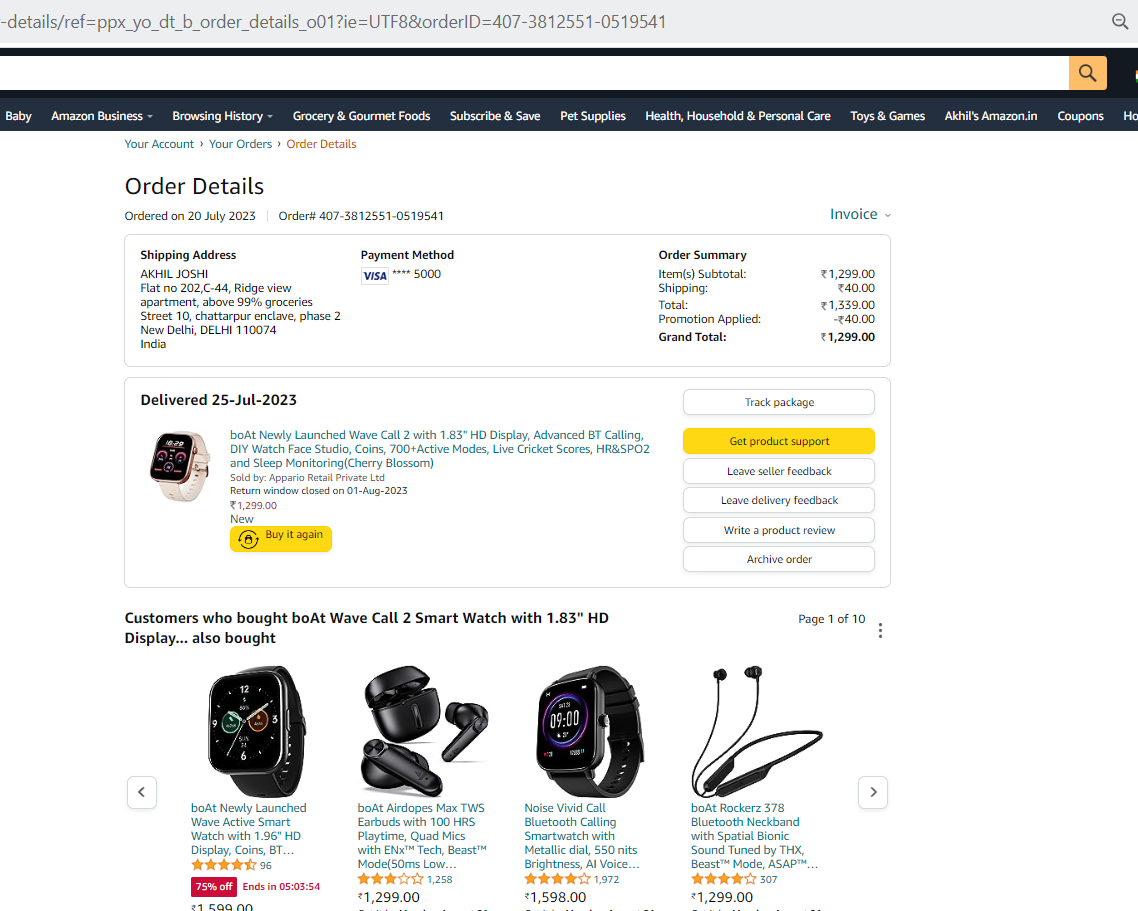 -details/ref=ppx_yo_dt_b_order_details_o01?ie=UTF8&orderID=407-3812551-0519541
Baby Amazon Business Browsing History Grocery & Gourmet Foods Subscribe & Save Pet Supplies Health, Household & Personal Care Toys & Games Akhil's Amazon.in Coupons Ho
Your Account › Your Orders › Order Details
Order Details
Ordered on 20 July 2023 | Order# 407-3812551-0519541
Invoice
Shipping Address
AKHIL JOSHI
Flat no 202,C-44, Ridge view
apartment, above 99% groceries
Street 10, chattarpur enclave, phase 2
New Delhi, DELHI 110074
India
Payment Method
VISA **** 5000
Order Summary
Item(s) Subtotal: ₹1,299.00
Shipping: ₹40.00
Total: ₹1,339.00
Promotion Applied: -₹40.00
Grand Total: ₹1,299.00
Delivered 25-Jul-2023
boAt Newly Launched Wave Call 2 with 1.83" HD Display, Advanced BT Calling,
DIY Watch Face Studio, Coins, 700+Active Modes, Live Cricket Scores, HR&SPO2
and Sleep Monitoring(Cherry Blossom)
Sold by: Appario Retail Private Ltd
Return window closed on 01-Aug-2023
₹1,299.00
New
Buy it again
Track package
Get product support
Leave seller feedback
Leave delivery feedback
Write a product review
Archive order
Customers who bought boAt Wave Call 2 Smart Watch with 1.83" HD
Display... also bought
Page 1 of 10
boAt Newly Launched
Wave Active Smart
Watch with 1.96" HD
Display, Coins, BT…
96
75% off Ends in 05:03:54
₹1,599.00
boAt Airdopes Max TWS
Earbuds with 100 HRS
Playtime, Quad Mics
with ENx™ Tech, Beast™
Mode(50ms Low…
1,258
₹1,299.00
Noise Vivid Call
Bluetooth Calling
Smartwatch with
Metallic dial, 550 nits
Brightness, AI Voice…
1,972
₹1,598.00
boAt Rockerz 378
Bluetooth Neckband
with Spatial Bionic
Sound Tuned by THX,
Beast™ Mode, ASAP™…
307
₹1,299.00